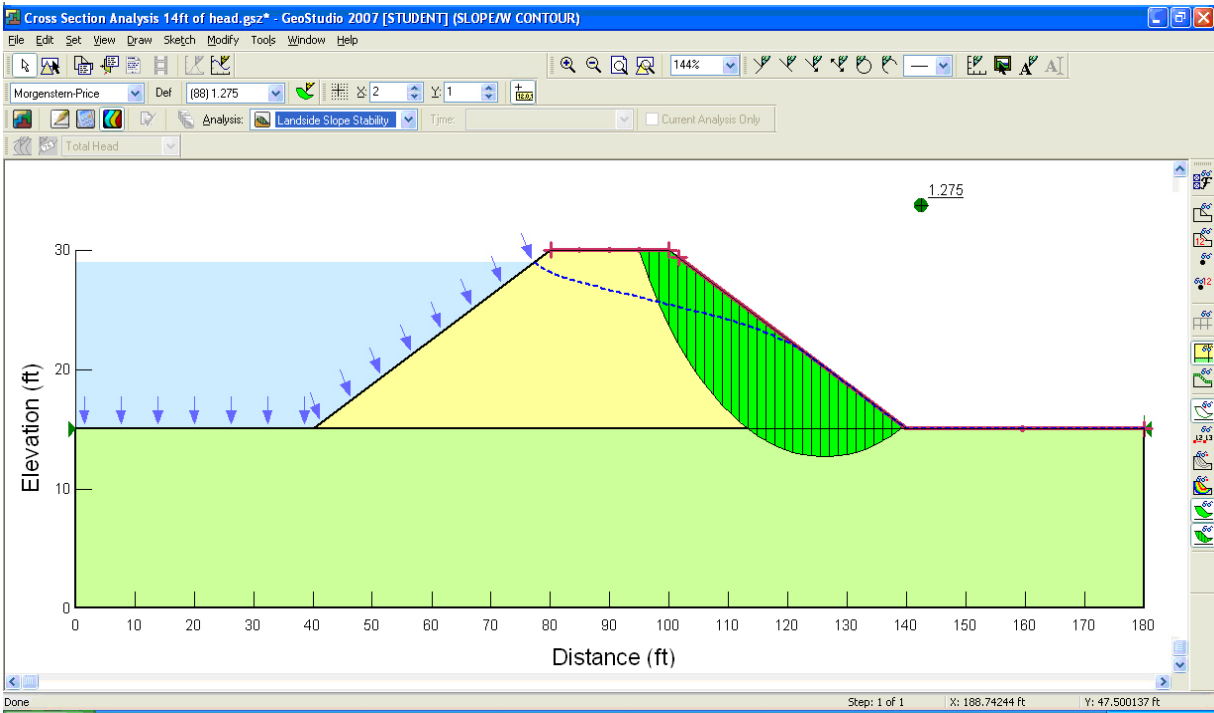 Cross Section Analysis 14ft of head.gsz* - GeoStudio 2007 [STUDENT] (SLOPE/W CONTOUR)
File Edit Set View Draw Sketch Modify Tools Window Help
144%
Morgenstern-Price Def (88) 1.275 X: 2 Y: 1
Analysis: Landside Slope Stability Time: Current Analysis Only
Total Head
1.275
30
20
10
0
Elevation (ft)
0 10 20 30 40 50 60 70 80 90 100 110 120 130 140 150 160 170 180
Distance (ft)
Done Step: 1 of 1 X: 188.74244 ft Y: 47.500137 ft